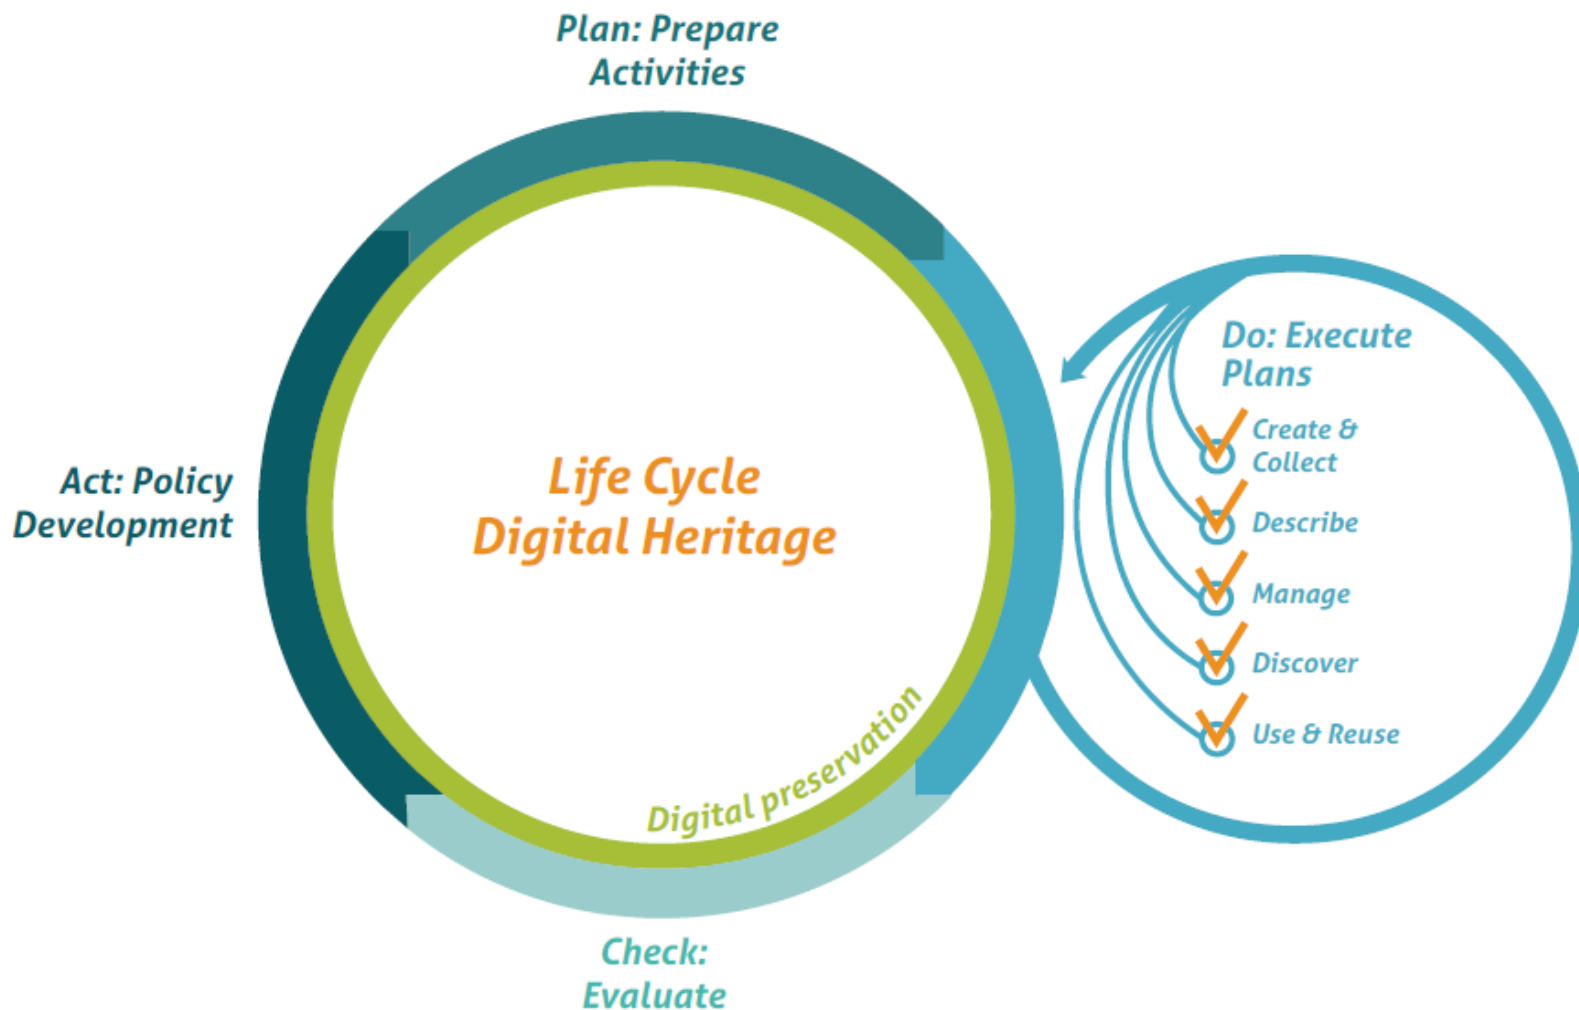 Plan: Prepare
Activities
Do: Execute
Plans
Create &
Collect
Describe
Manage
Discover
Use & Reuse
Life Cycle
Digital Heritage
Act: Policy
Development
Digital preservation
Check:
Evaluate